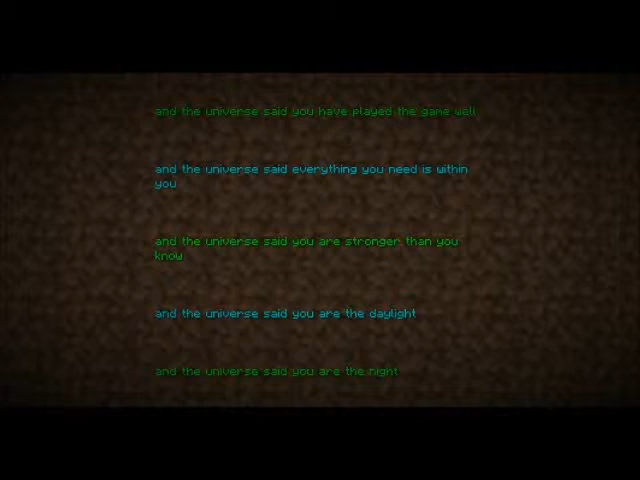 and the universe said you have played the game well
and the universe said everything you need is within
you
and the universe said you are stronger than you
know
and the universe said you are the daylight
and the universe said you are the night